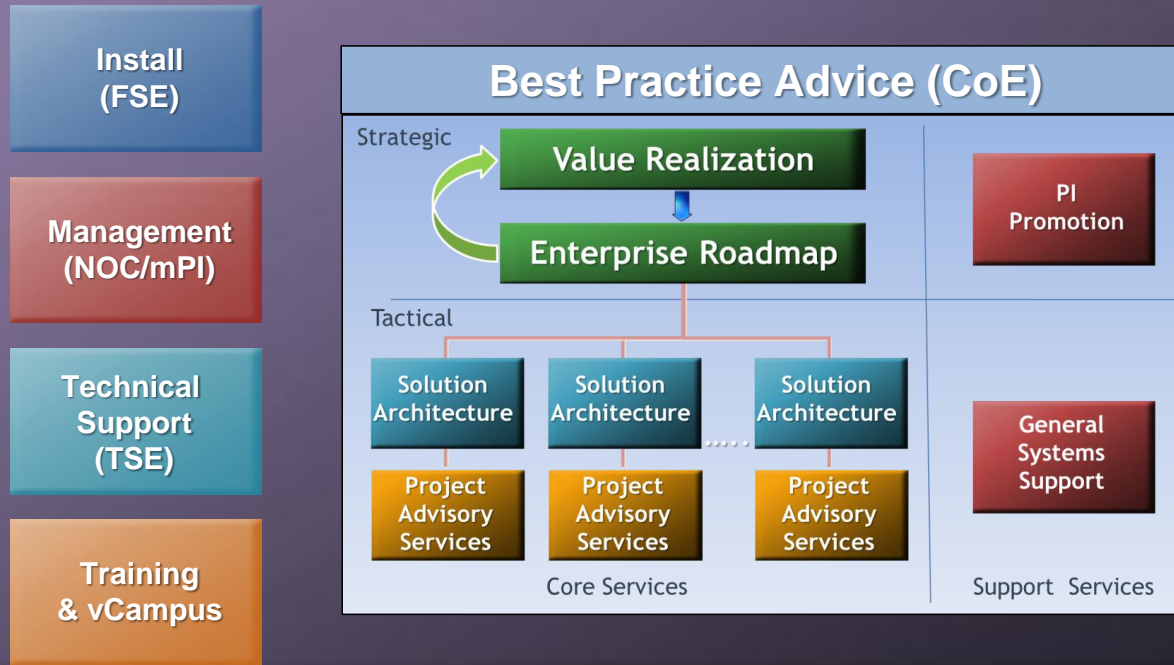 Install
(FSE)
Management
(NOC/mPI)
Technical
Support
(TSE)
Training
& vCampus
Best Practice Advice (CoE)
Strategic
Value Realization
Enterprise Roadmap
PI
Promotion
Tactical
Solution
Architecture
Solution
Architecture
.....
Solution
Architecture
Project
Advisory
Services
Project
Advisory
Services
Project
Advisory
Services
General
Systems
Support
Core Services
Support Services